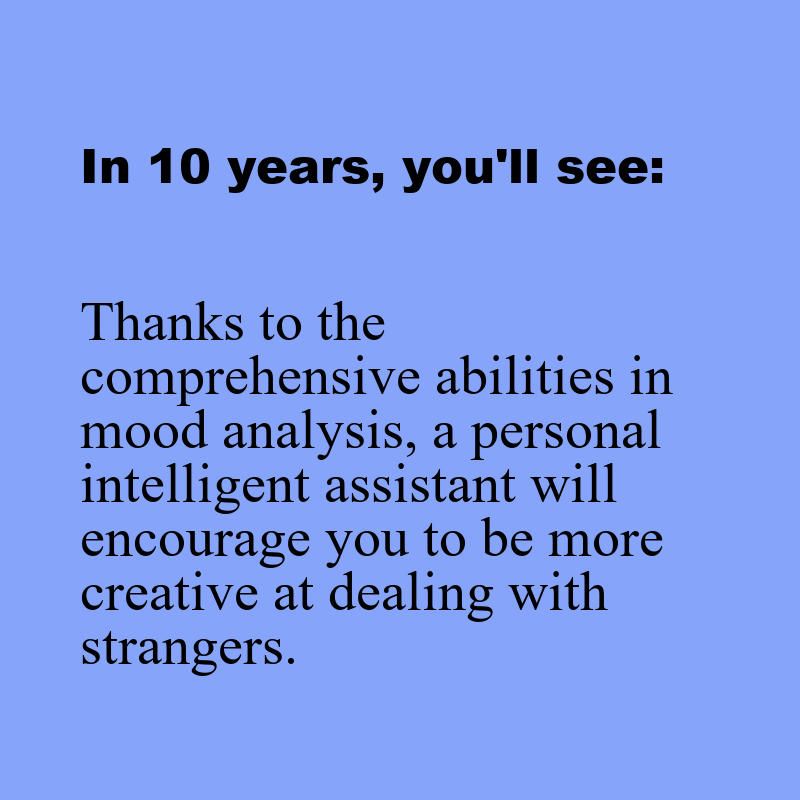 In 10 years, you'll see:
Thanks to the
comprehensive abilities in
mood analysis, a personal
intelligent assistant will
encourage you to be more
creative at dealing with
strangers.